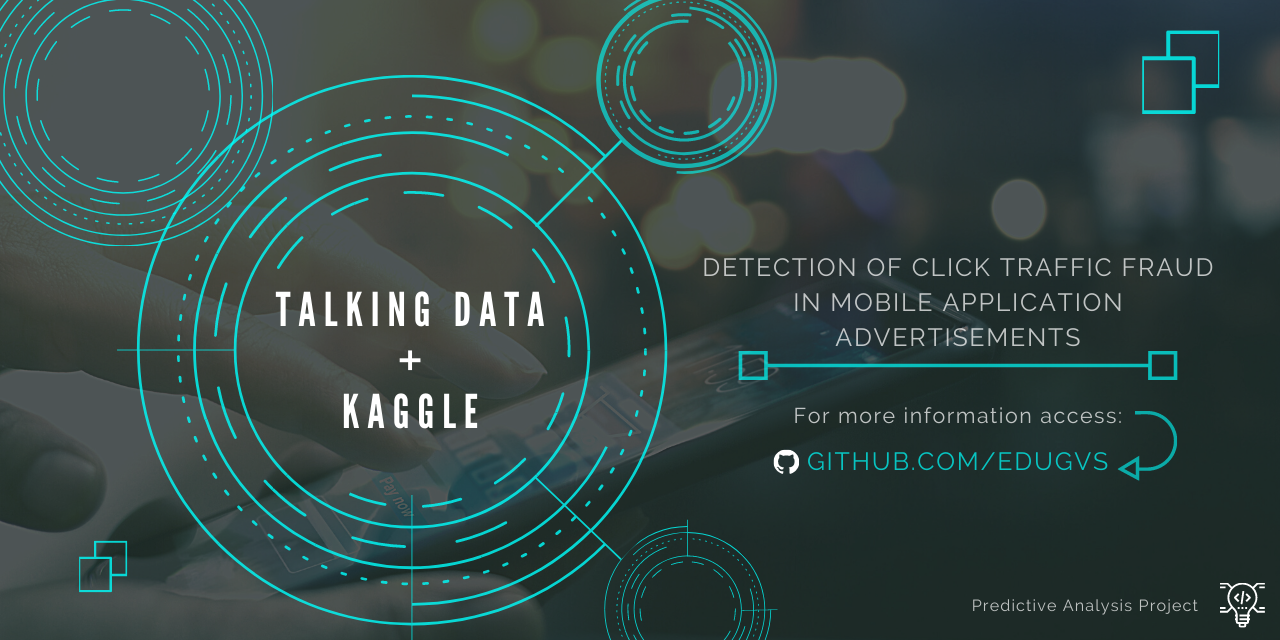 TALKING DATA
+
KAGGLE
DETECTION OF CLICK TRAFFIC FRAUD
IN MOBILE APPLICATION
ADVERTISEMENTS
For more information access:
GITHUB.COM/EDUGVS
Pay now
Predictive Analysis Project